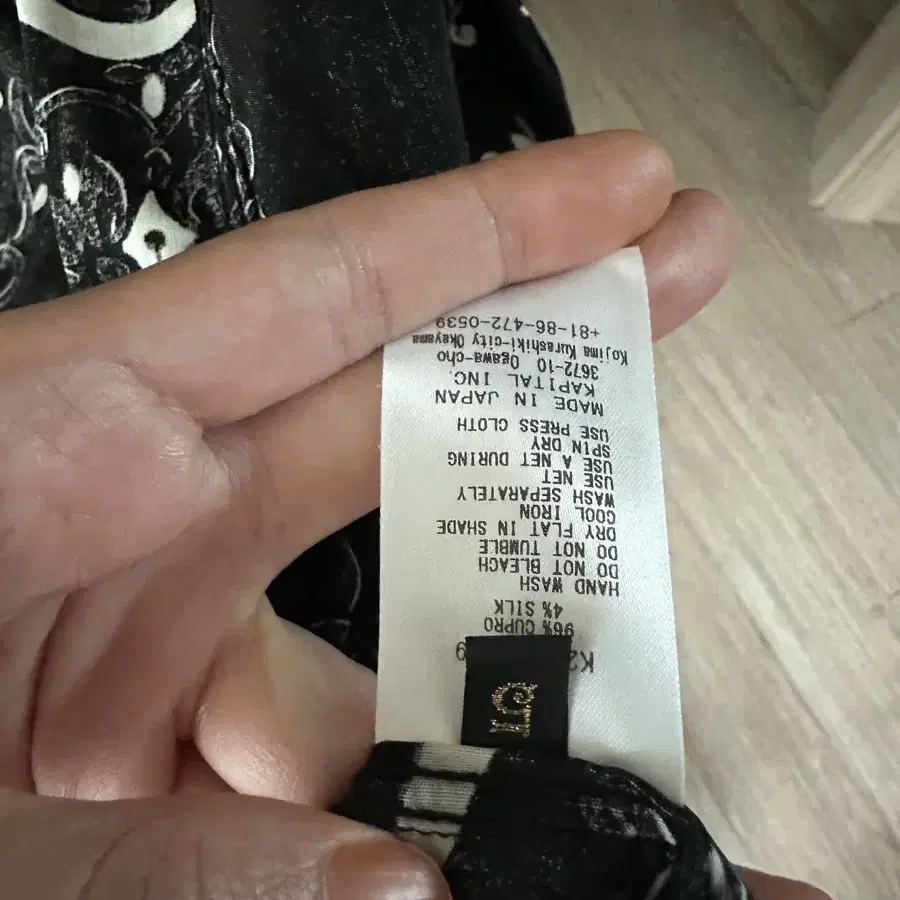 96% CUPRO
4% SILK
HAND WASH
DO NOT BLEACH
DO NOT TUMBLE
DRY FLAT IN SHADE
COOL IRON
WASH SEPARATELY
USE NET
USE A NET DURING
SPIN DRY
USE PRESS CLOTH
MADE IN JAPAN
KAPITAL INC.
3672-10 Ogawa-cho
Kojima Kurashiki-city Okayama
+81-86-472-0539